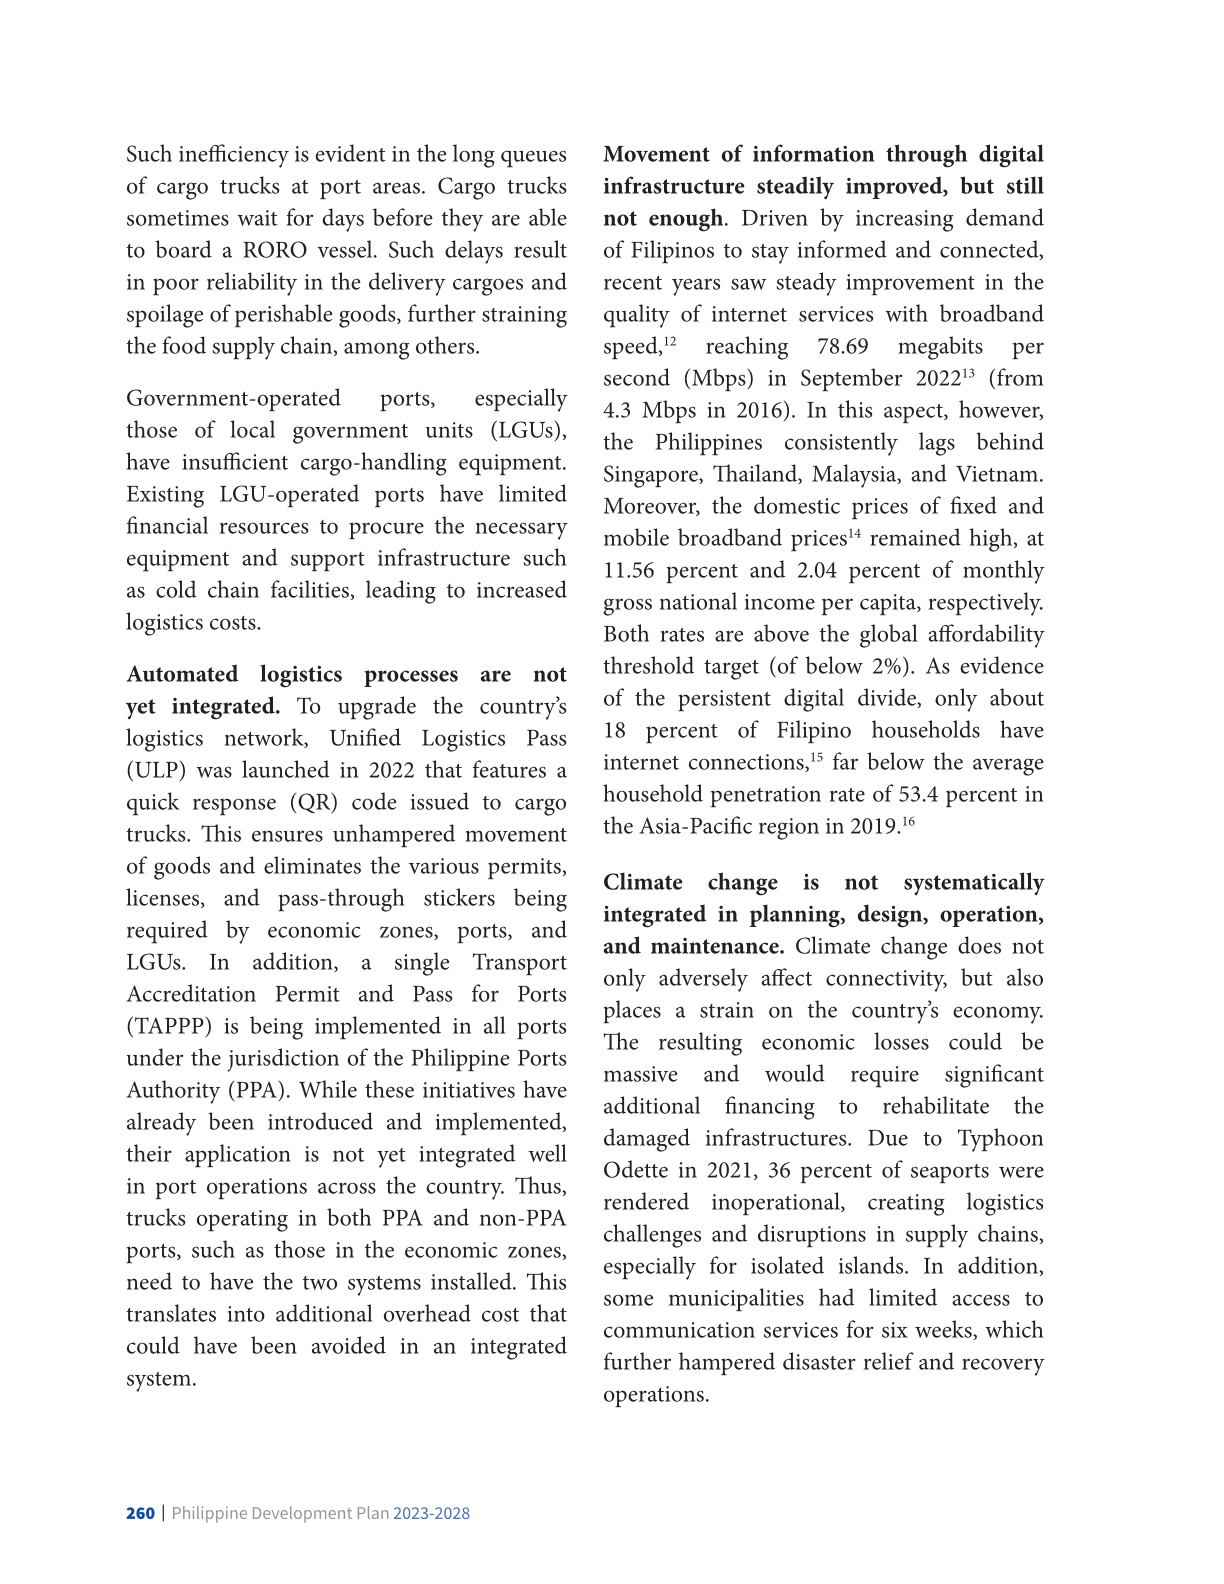 Such inefficiency is evident in the long queues
of cargo trucks at port areas. Cargo trucks
sometimes wait for days before they are able
to board a RORO vessel. Such delays result
in poor reliability in the delivery cargoes and
spoilage of perishable goods, further straining
the food supply chain, among others.
Government-operated ports, especially
those of local government units (LGUs),
have insufficient cargo-handling equipment.
Existing LGU-operated ports have limited
financial resources to procure the necessary
equipment and support infrastructure such
as cold chain facilities, leading to increased
logistics costs.
Automated logistics processes are not
yet integrated. To upgrade the country’s
logistics network, Unified Logistics Pass
(ULP) was launched in 2022 that features a
quick response (QR) code issued to cargo
trucks. This ensures unhampered movement
of goods and eliminates the various permits,
licenses, and pass-through stickers being
required by economic zones, ports, and
LGUs. In addition, a single Transport
Accreditation Permit and Pass for Ports
(TAPPP) is being implemented in all ports
under the jurisdiction of the Philippine Ports
Authority (PPA). While these initiatives have
already been introduced and implemented,
their application is not yet integrated well
in port operations across the country. Thus,
trucks operating in both PPA and non-PPA
ports, such as those in the economic zones,
need to have the two systems installed. This
translates into additional overhead cost that
could have been avoided in an integrated
system.
Movement of information through digital
infrastructure steadily improved, but still
not enough. Driven by increasing demand
of Filipinos to stay informed and connected,
recent years saw steady improvement in the
quality of internet services with broadband
speed,12 reaching 78.69 megabits per
second (Mbps) in September 202213 (from
4.3 Mbps in 2016). In this aspect, however,
the Philippines consistently lags behind
Singapore, Thailand, Malaysia, and Vietnam.
Moreover, the domestic prices of fixed and
mobile broadband prices14 remained high, at
11.56 percent and 2.04 percent of monthly
gross national income per capita, respectively.
Both rates are above the global affordability
threshold target (of below 2%). As evidence
of the persistent digital divide, only about
18 percent of Filipino households have
internet connections,15 far below the average
household penetration rate of 53.4 percent in
the Asia-Pacific region in 2019.16
Climate change is not systematically
integrated in planning, design, operation,
and maintenance. Climate change does not
only adversely affect connectivity, but also
places a strain on the country’s economy.
The resulting economic losses could be
massive and would require significant
additional financing to rehabilitate the
damaged infrastructures. Due to Typhoon
Odette in 2021, 36 percent of seaports were
rendered inoperational, creating logistics
challenges and disruptions in supply chains,
especially for isolated islands. In addition,
some municipalities had limited access to
communication services for six weeks, which
further hampered disaster relief and recovery
operations.
260 | Philippine Development Plan 2023-2028